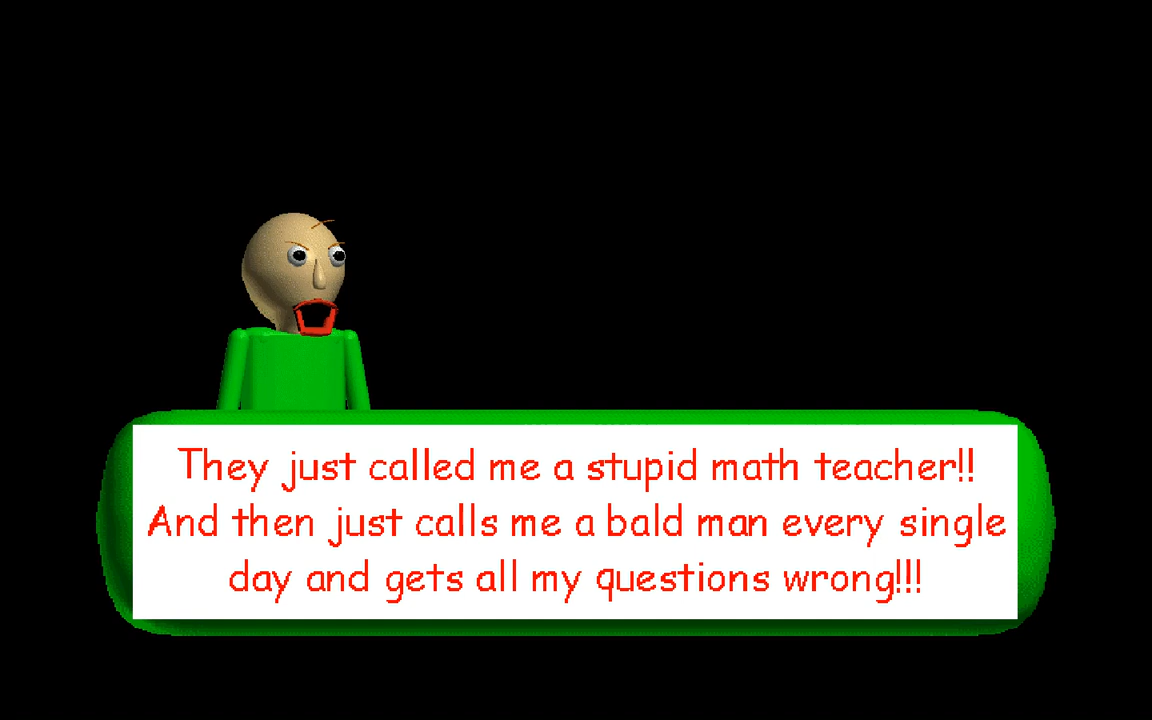 They just called me a stupid math teacher!!
And then just calls me a bald man every single
day and gets all my questions wrong!!!